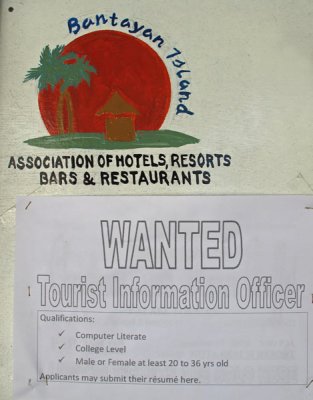 Bantayan Island
ASSOCIATION OF HOTELS, RESORTS
BARS & RESTAURANTS
WANTED
Tourist Information Officer
Qualifications:
✓ Computer Literate
✓ College Level
✓ Male or Female at least 20 to 36 yrs old
Applicants may submit their résumé here.